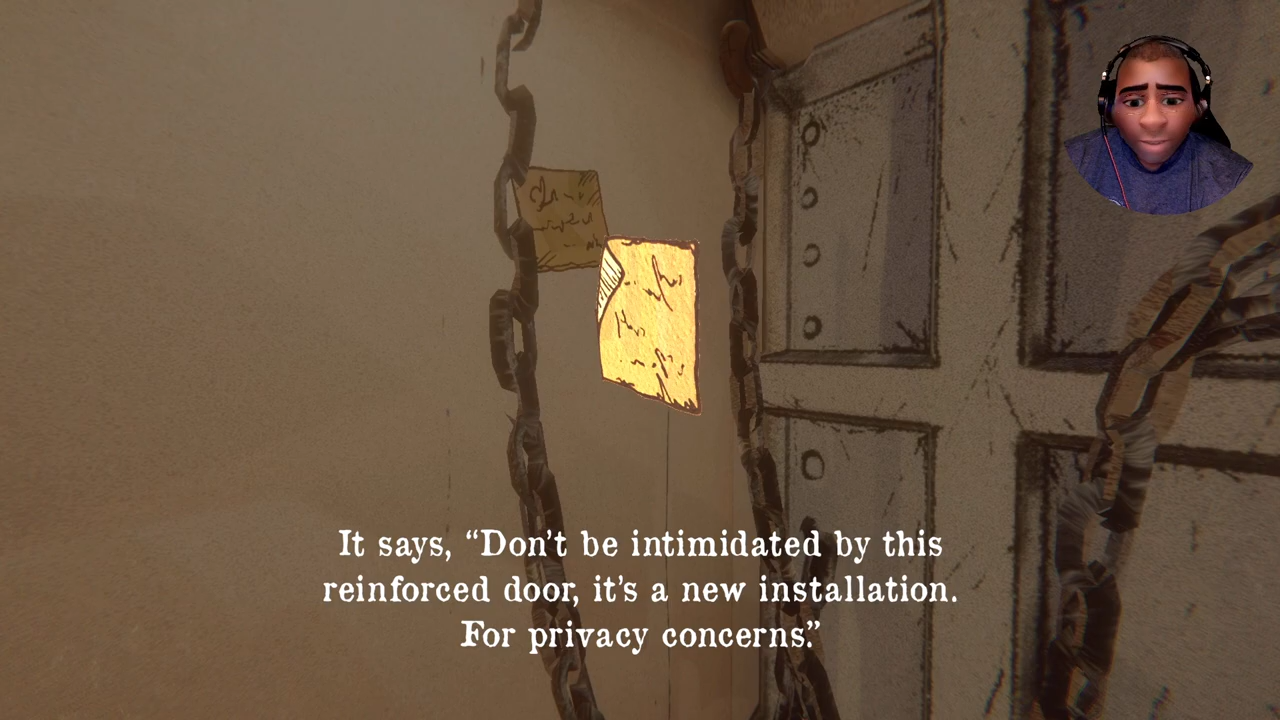 It says, “Don’t be intimidated by this
reinforced door, it’s a new installation.
For privacy concerns.”